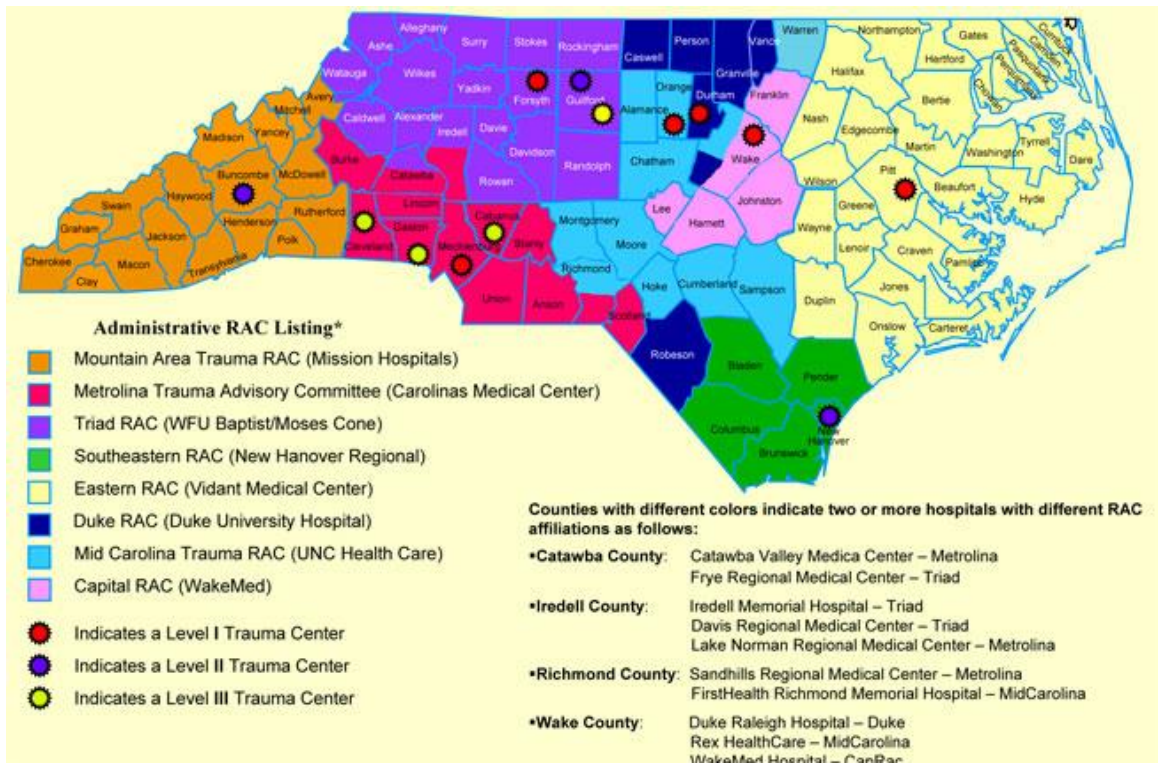 Alleghany
Ashe
Surry
Stokes
Rockingham
Caswell
Person
Vance
Granville
Warren
Northampton
Gates
Hertford
Currituck
Camden
Pasquotank
Perquimans
Chowan
Halifax
Watauga
Wilkes
Yadkin
Forsyth
Guilford
Alamance
Orange
Durham
Franklin
Nash
Bertie
Avery
Mitchell
Caldwell
Alexander
Iredell
Davie
Davidson
Randolph
Chatham
Wake
Edgecombe
Martin
Washington
Tyrrell
Dare
Madison
Yancey
Burke
Catawba
Rowan
Wilson
Pitt
Beaufort
Hyde
Buncombe
McDowell
Haywood
Swain
Graham
Rutherford
Lincoln
Cabarrus
Lee
Johnston
Greene
Wayne
Jackson
Henderson
Polk
Cleveland
Gaston
Mecklenburg
Stanly
Montgomery
Moore
Harnett
Lenoir
Craven
Pamlico
Cherokee
Macon
Clay
Transylvania
Union
Anson
Richmond
Scotland
Hoke
Cumberland
Sampson
Duplin
Jones
Onslow
Carteret
Robeson
Bladen
Pender
Columbus
Brunswick
New
Hanover
Administrative RAC Listing*
Mountain Area Trauma RAC (Mission Hospitals)
Metrolina Trauma Advisory Committee (Carolinas Medical Center)
Triad RAC (WFU Baptist/Moses Cone)
Southeastern RAC (New Hanover Regional)
Eastern RAC (Vidant Medical Center)
Duke RAC (Duke University Hospital)
Mid Carolina Trauma RAC (UNC Health Care)
Capital RAC (WakeMed)
Indicates a Level I Trauma Center
Indicates a Level II Trauma Center
Indicates a Level III Trauma Center
Counties with different colors indicate two or more hospitals with different RAC
affiliations as follows:
▪Catawba County: Catawba Valley Medica Center – Metrolina
Frye Regional Medical Center – Triad
▪Iredell County: Iredell Memorial Hospital – Triad
Davis Regional Medical Center – Triad
Lake Norman Regional Medical Center – Metrolina
▪Richmond County: Sandhills Regional Medical Center – Metrolina
FirstHealth Richmond Memorial Hospital – MidCarolina
▪Wake County: Duke Raleigh Hospital – Duke
Rex HealthCare – MidCarolina
WakeMed Hospital – CapRac